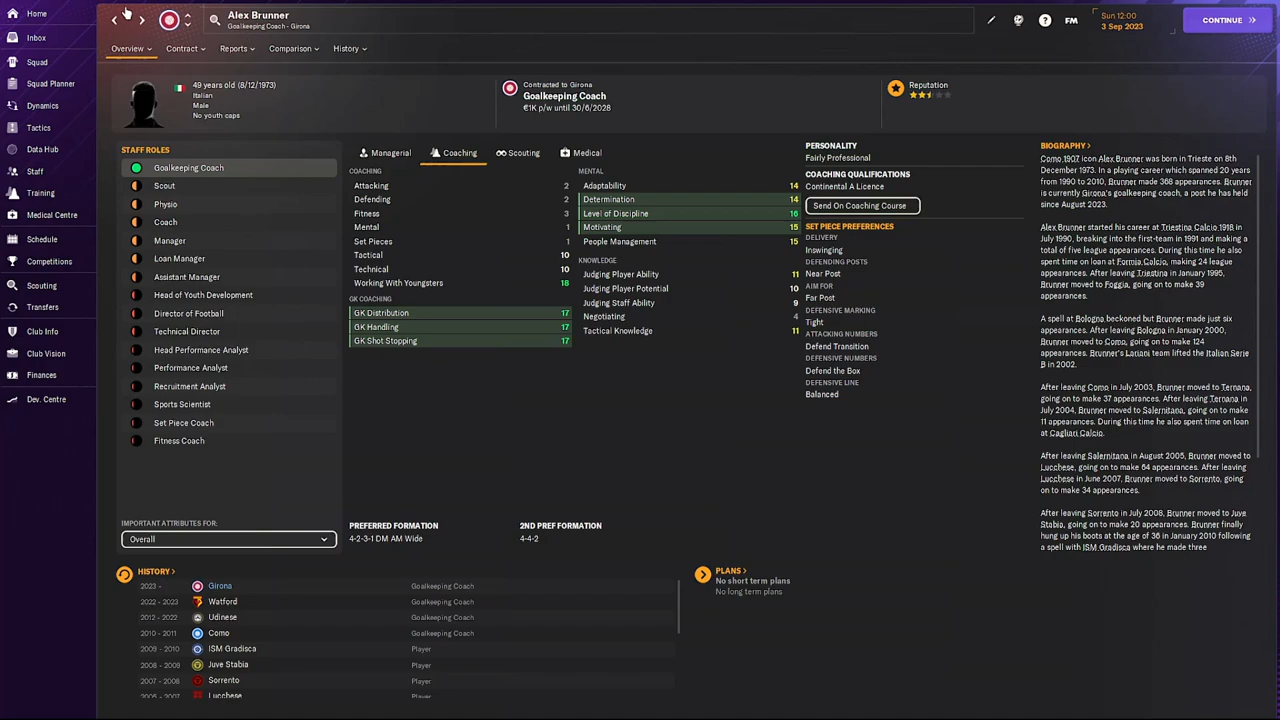 Home
Inbox
Squad
Squad Planner
Dynamics
Tactics
Data Hub
Staff
Training
Medical Centre
Schedule
Competitions
Scouting
Transfers
Club Info
Club Vision
Finances
Dev. Centre
Alex Brunner
Goalkeeping Coach - Girona
FM
Sun 12:00
3 Sep 2023
CONTINUE
Overview
Contract
Reports
Comparison
History
49 years old (8/12/1973)
Italian
Male
No youth caps
Contracted to Girona
Goalkeeping Coach
€1K p/w until 30/6/2028
Reputation
STAFF ROLES
Goalkeeping Coach
Scout
Physio
Coach
Manager
Loan Manager
Assistant Manager
Head of Youth Development
Director of Football
Technical Director
Head Performance Analyst
Performance Analyst
Recruitment Analyst
Sports Scientist
Set Piece Coach
Fitness Coach
IMPORTANT ATTRIBUTES FOR:
Overall
Managerial
Coaching
Scouting
Medical
COACHING
Attacking 2
Defending 2
Fitness 3
Mental 1
Set Pieces 1
Tactical 10
Technical 10
Working With Youngsters 18
GK COACHING
GK Distribution 17
GK Handling 17
GK Shot Stopping 17
MENTAL
Adaptability 14
Determination 14
Level of Discipline 16
Motivating 15
People Management 15
KNOWLEDGE
Judging Player Ability 11
Judging Player Potential 10
Judging Staff Ability 9
Negotiating 4
Tactical Knowledge 11
PREFERRED FORMATION
4-2-3-1 DM AM Wide
2ND PREF FORMATION
4-4-2
PERSONALITY
Fairly Professional
COACHING QUALIFICATIONS
Continental A Licence
Send On Coaching Course
SET PIECE PREFERENCES
DELIVERY
Inswinging
DEFENDING POSTS
Near Post
AIM FOR
Far Post
DEFENSIVE MARKING
Tight
ATTACKING NUMBERS
Defend Transition
DEFENSIVE NUMBERS
Defend the Box
DEFENSIVE LINE
Balanced
BIOGRAPHY
Como 1907 icon Alex Brunner was born in Trieste on 8th
December 1973. In a playing career which spanned 20 years
from 1990 to 2010, Brunner made 368 appearances. Brunner
is currently Girona's goalkeeping coach, a post he has held
since August 2023.
Alex Brunner started his career at Triestina Calcio 1918 in
July 1990, breaking into the first-team in 1991 and making a
total of five league appearances. During this time he also
spent time on loan at Formia Calcio, making 24 league
appearances. After leaving Triestina in January 1995,
Brunner moved to Foggia, going on to make 39
appearances.
A spell at Bologna beckoned but Brunner made just six
appearances. After leaving Bologna in January 2000,
Brunner moved to Como, going on to make 124
appearances. Brunner's Lariani team lifted the Italian Serie
B in 2002.
After leaving Como in July 2003, Brunner moved to Ternana,
going on to make 37 appearances. After leaving Ternana in
July 2004, Brunner moved to Salernitana, going on to make
11 appearances. During this time he also spent time on loan
at Cagliari Calcio.
After leaving Salernitana in August 2005, Brunner moved to
Lucchese, going on to make 64 appearances. After leaving
Lucchese in June 2007, Brunner moved to Sorrento, going
on to make 34 appearances.
After leaving Sorrento in July 2008, Brunner moved to Juve
Stabia, going on to make 20 appearances. Brunner finally
hung up his boots at the age of 36 in January 2010 following
a spell with ISM Gradisca where he made three
HISTORY
2023 - Girona Goalkeeping Coach
2022 - 2023 Watford Goalkeeping Coach
2012 - 2022 Udinese Goalkeeping Coach
2010 - 2011 Como Goalkeeping Coach
2009 - 2010 ISM Gradisca Player
2008 - 2009 Juve Stabia Player
2007 - 2008 Sorrento Player
2005 - 2007 Lucchese Player
PLANS
No short term plans
No long term plans